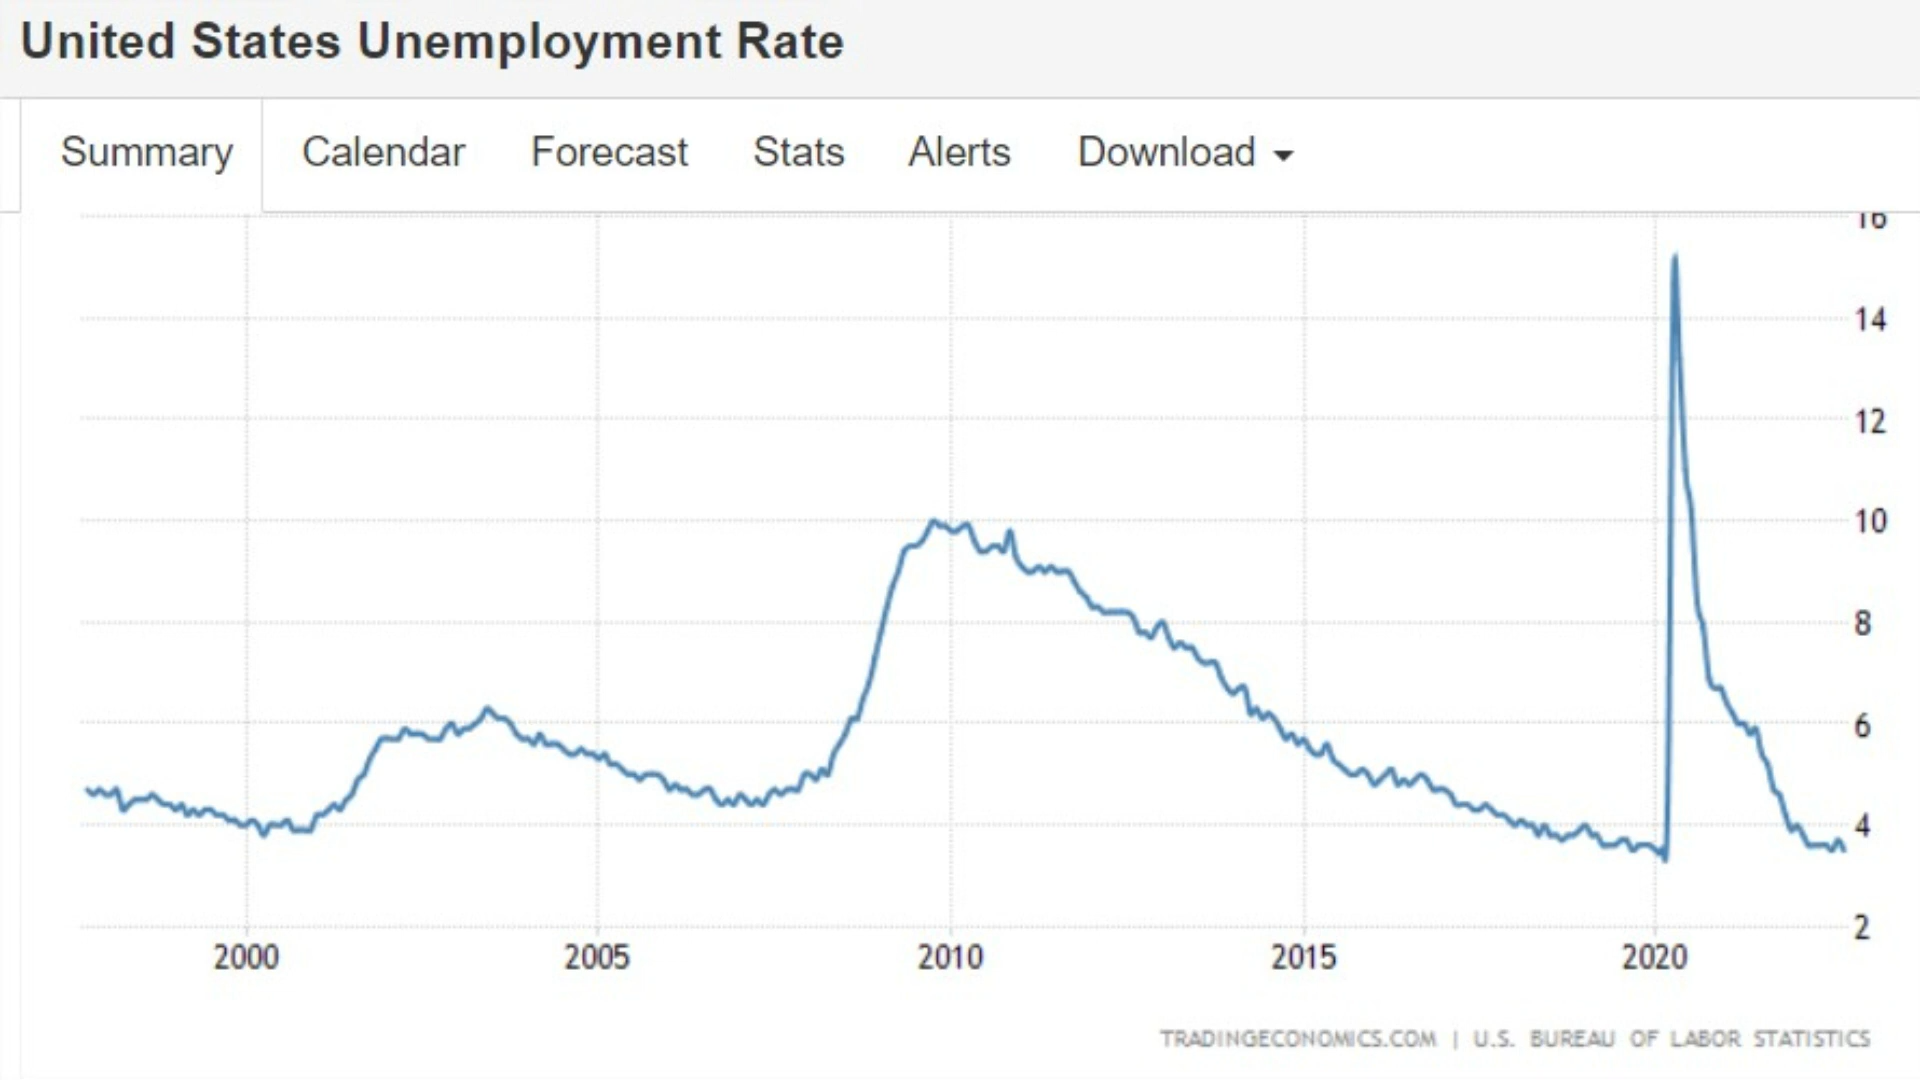 United States Unemployment Rate
Summary Calendar Forecast Stats Alerts Download
16
14
12
10
8
6
4
2
2000 2005 2010 2015 2020
TRADINGECONOMICS.COM | U.S. BUREAU OF LABOR STATISTICS